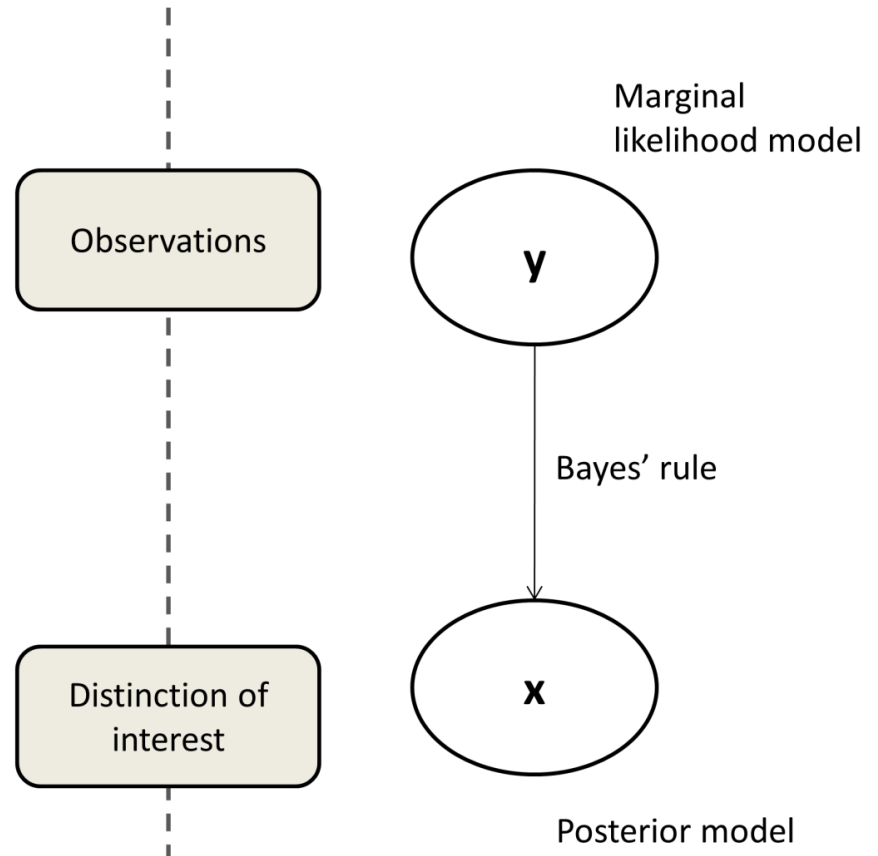 Marginal
likelihood model
Observations
y
Bayes’ rule
Distinction of
interest
x
Posterior model